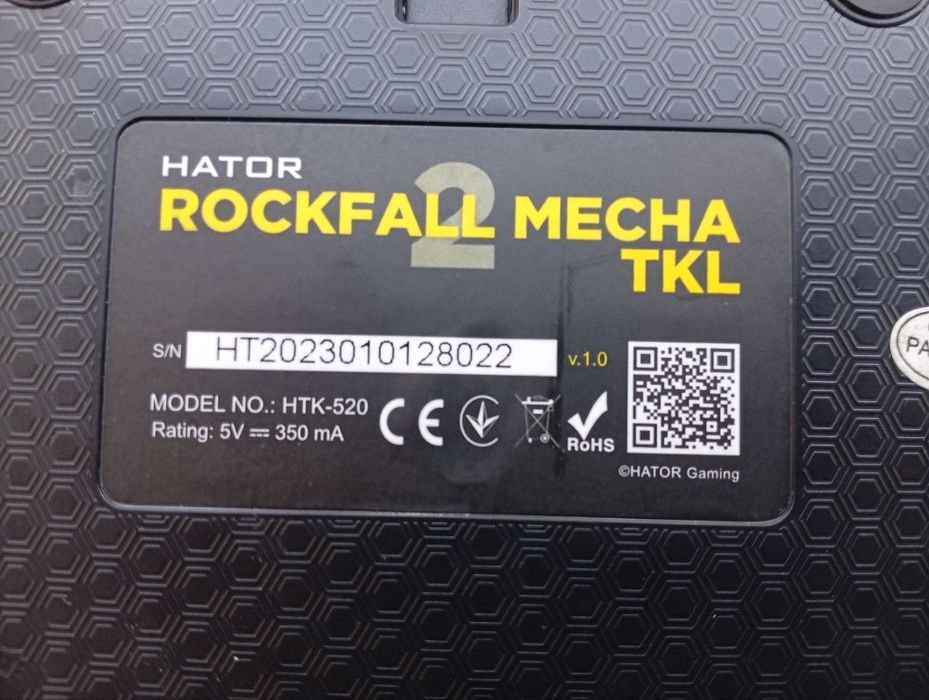 HATOR
ROCKFALL 2 MECHA
TKL
S/N HT2023010128022 v.1.0
MODEL NO.: HTK-520
Rating: 5V ⎓ 350 mA
CE
RoHS
©HATOR Gaming
PA